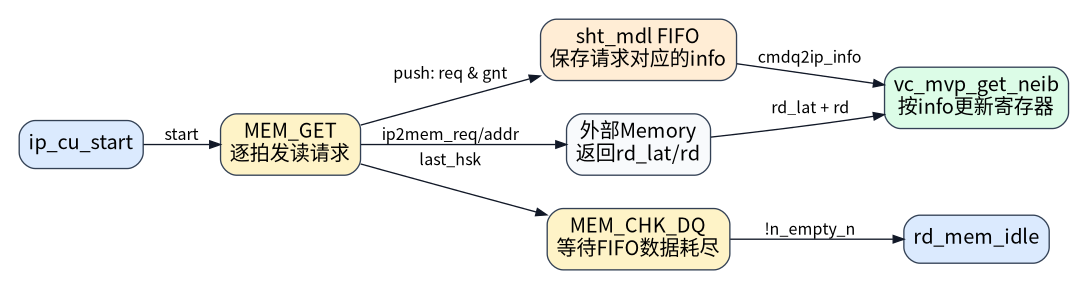 ip_cu_start
start
MEM_GET
逐拍发读请求
push: req & gnt
ip2mem_req/addr
last_hsk
sht_mdl FIFO
保存请求对应的info
外部Memory
返回rd_lat/rd
MEM_CHK_DQ
等待FIFO数据耗尽
cmdq2ip_info
rd_lat + rd
!n_empty_n
vc_mvp_get_neib
按info更新寄存器
rd_mem_idle